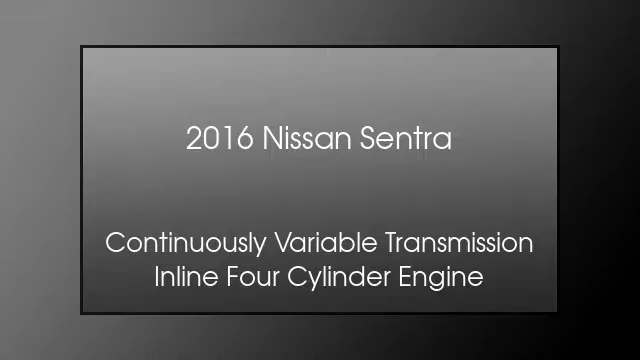 2016 Nissan Sentra
Continuously Variable Transmission
Inline Four Cylinder Engine